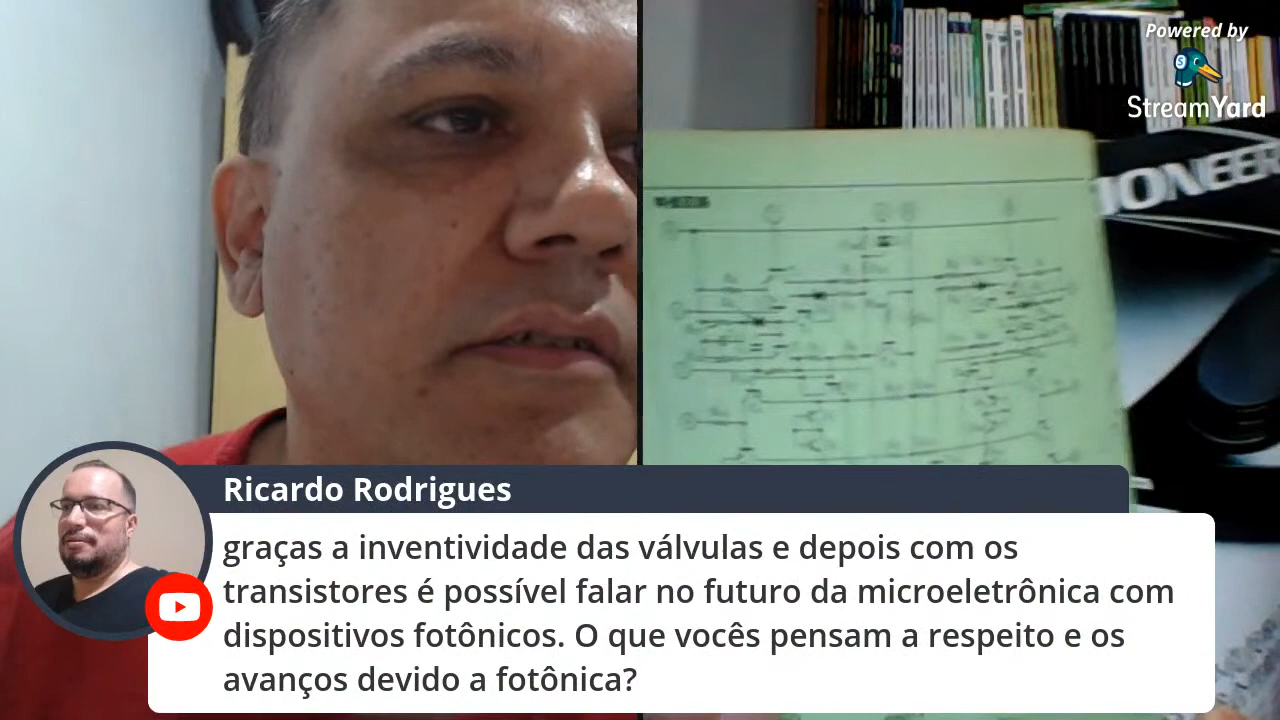 Powered by
StreamYard
IONEER
Ricardo Rodrigues
graças a inventividade das válvulas e depois com os
transistores é possível falar no futuro da microeletrônica com
dispositivos fotônicos. O que vocês pensam a respeito e os
avanços devido a fotônica?